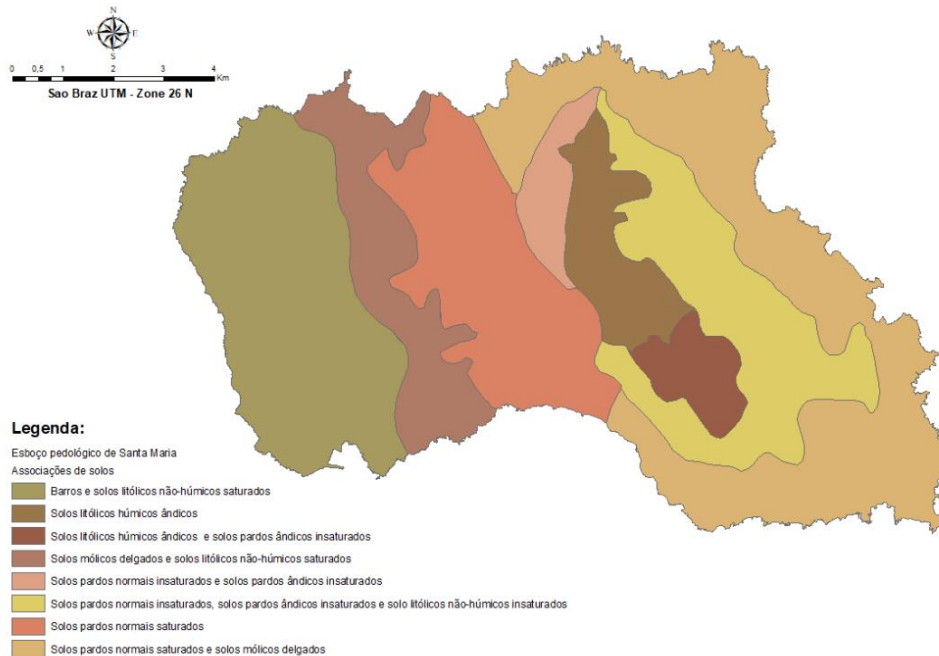 N
W E
S
0 0,5 1 2 3 4
Km
Sao Braz UTM - Zone 26 N
Legenda:
Esboço pedológico de Santa Maria
Associações de solos
Barros e solos litólicos não-húmicos saturados
Solos litólicos húmicos ândicos
Solos litólicos húmicos ândicos e solos pardos ândicos insaturados
Solos mólicos delgados e solos litólicos não-húmicos saturados
Solos pardos normais insaturados e solos pardos ândicos insaturados
Solos pardos normais insaturados, solos pardos ândicos insaturados e solo litólicos não-húmicos insaturados
Solos pardos normais saturados
Solos pardos normais saturados e solos mólicos delgados